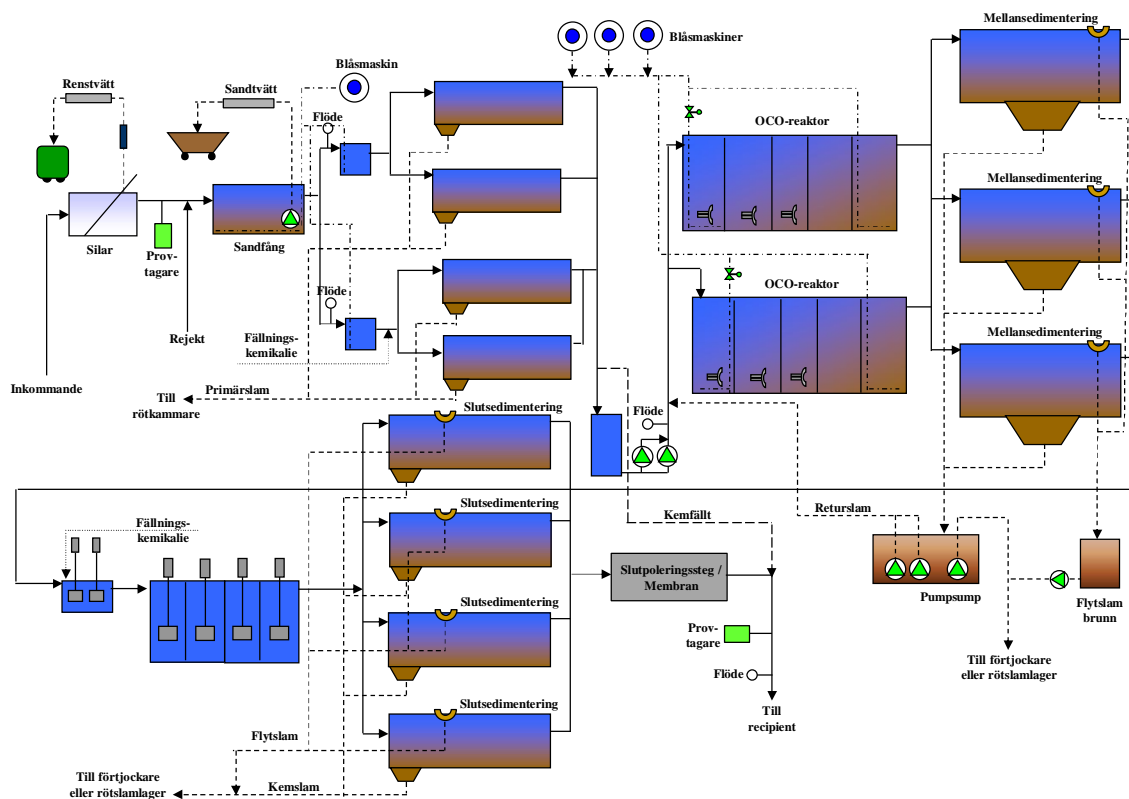 Mellansedimentering
Blåsmaskiner
Blåsmaskin
Renstvätt
Sandtvätt
Flöde
OCO-reaktor
Mellansedimentering
Silar
Prov-
tagare
Sandfång
Flöde
OCO-reaktor
Rejekt
Fällnings-
kemikalie
Mellansedimentering
Inkommande
Primärslam
Till
rötkammare
Slutsedimentering
Flöde
Slutsedimentering
Fällnings-
kemikalie
Kemfällt
Returslam
Slutpoleringssteg /
Membran
Pumpsump
Flytslam
brunn
Slutsedimentering
Prov-
tagare
Till förtjockare
eller rötslamlager
Flöde
Slutsedimentering
Till
recipient
Flytslam
Till förtjockare
eller rötslamlager
Kemslam